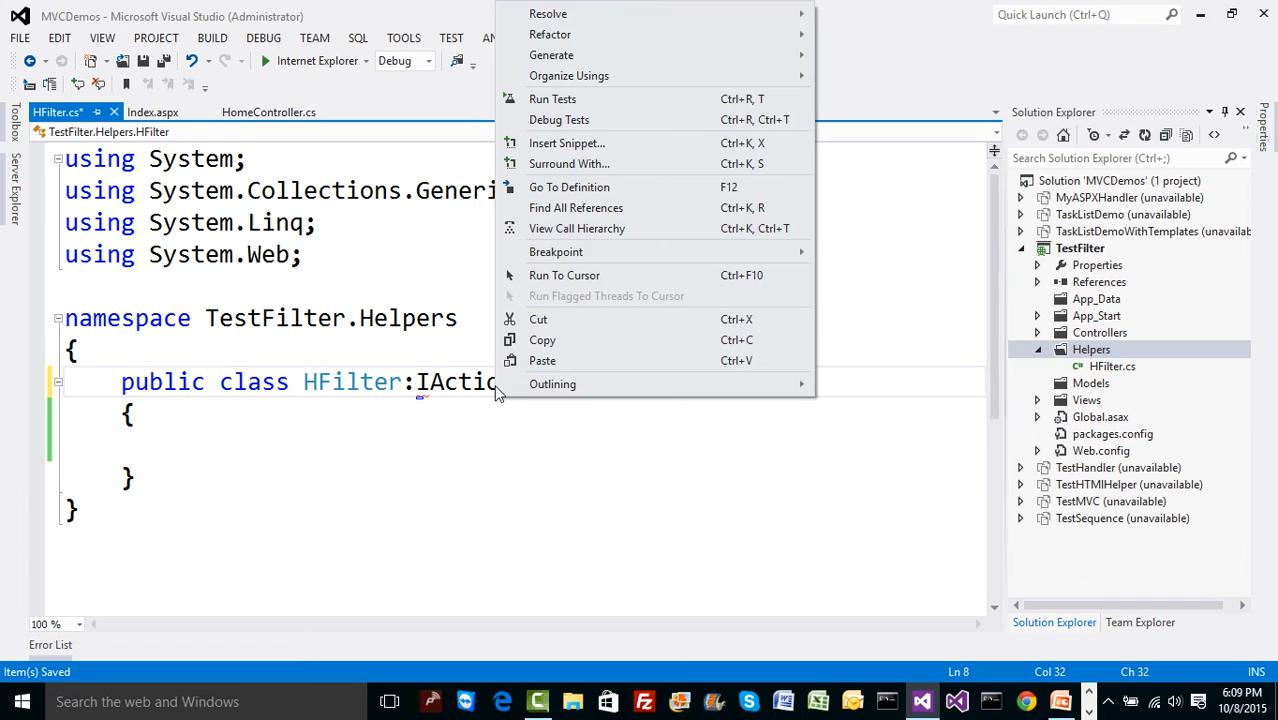 MVCDemos - Microsoft Visual Studio (Administrator)
Quick Launch (Ctrl+Q)
FILE EDIT VIEW PROJECT BUILD DEBUG TEAM SQL TOOLS TEST
Internet Explorer Debug
HFilter.cs* Index.aspx HomeController.cs
TestFilter.Helpers.HFilter
Toolbox
Server Explorer
using System;
using System.Collections.Generi
using System.Linq;
using System.Web;
namespace TestFilter.Helpers
{
public class HFilter:IActio
{
}
}
Resolve
Refactor
Generate
Organize Usings
Run Tests Ctrl+R, T
Debug Tests Ctrl+R, Ctrl+T
Insert Snippet... Ctrl+K, X
Surround With... Ctrl+K, S
Go To Definition F12
Find All References Ctrl+K, R
View Call Hierarchy Ctrl+K, Ctrl+T
Breakpoint
Run To Cursor Ctrl+F10
Run Flagged Threads To Cursor
Cut Ctrl+X
Copy Ctrl+C
Paste Ctrl+V
Outlining
Solution Explorer
Search Solution Explorer (Ctrl+;)
Solution 'MVCDemos' (1 project)
MyASPXHandler (unavailable)
TaskListDemo (unavailable)
TaskListDemoWithTemplates (unavailab
TestFilter
Properties
References
App_Data
App_Start
Controllers
Helpers
HFilter.cs
Models
Views
Global.asax
packages.config
Web.config
TestHandler (unavailable)
TestHTMlHelper (unavailable)
TestMVC (unavailable)
TestSequence (unavailable)
Solution Explorer Team Explorer
Properties
100 %
Error List
Item(s) Saved Ln 8 Col 32 Ch 32 INS
Search the web and Windows
6:09 PM
10/8/2015